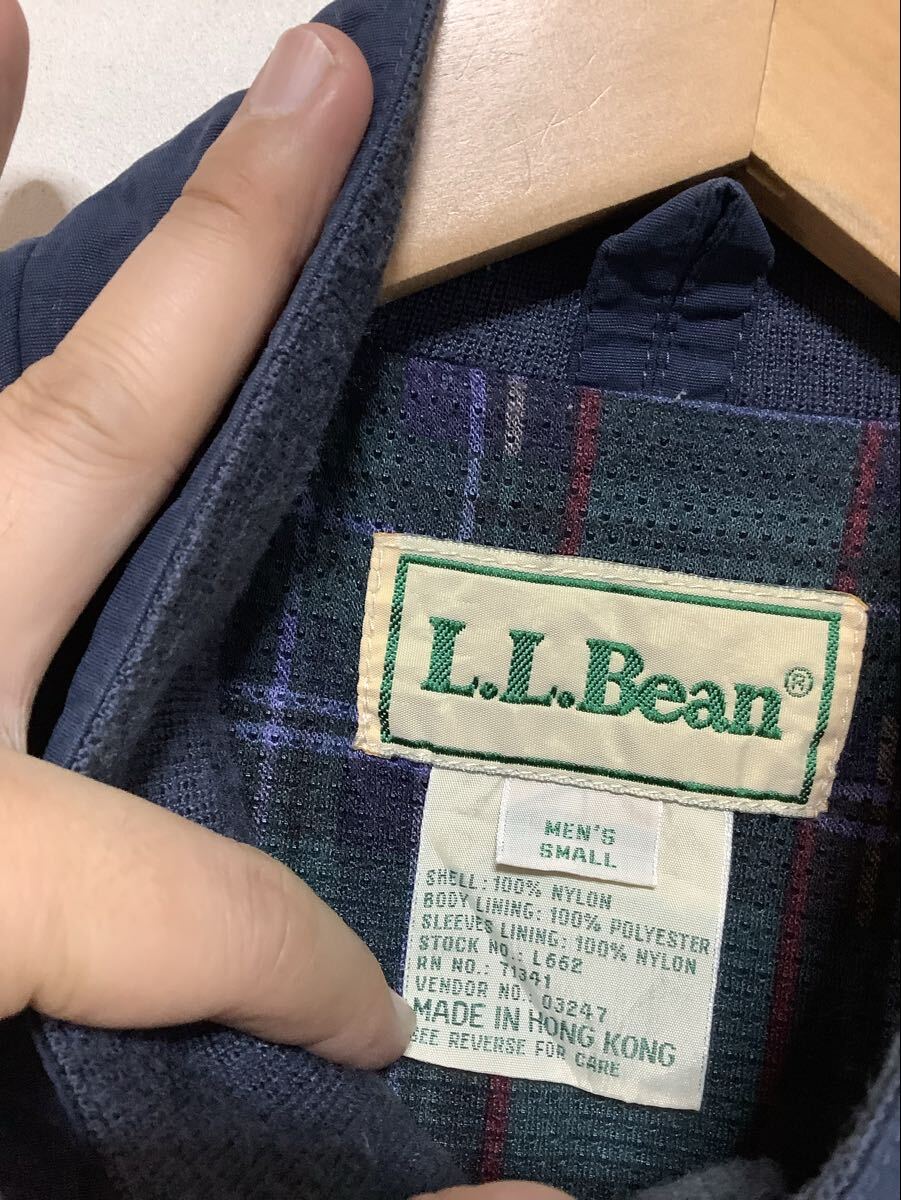 L.L.Bean®
MEN'S
SMALL
SHELL: 100% NYLON
BODY LINING: 100% POLYESTER
SLEEVES LINING: 100% NYLON
STOCK NO.: L662
RN NO.: 71341
VENDOR NO. 03247
MADE IN HONG KONG
SEE REVERSE FOR CARE